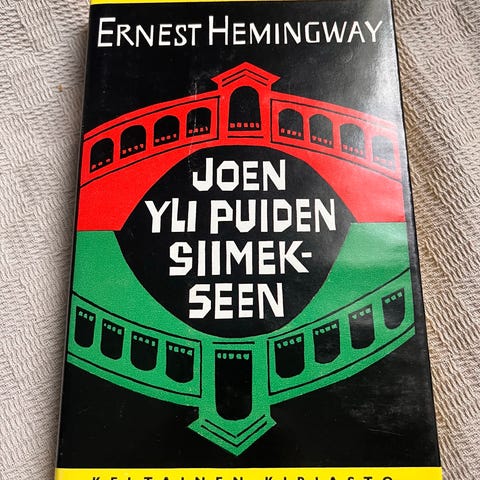 ERNEST HEMINGWAY
JOEN
YLI PUIDEN
SIIMEK-
SEEN
KELTAINEN KIRJASTO